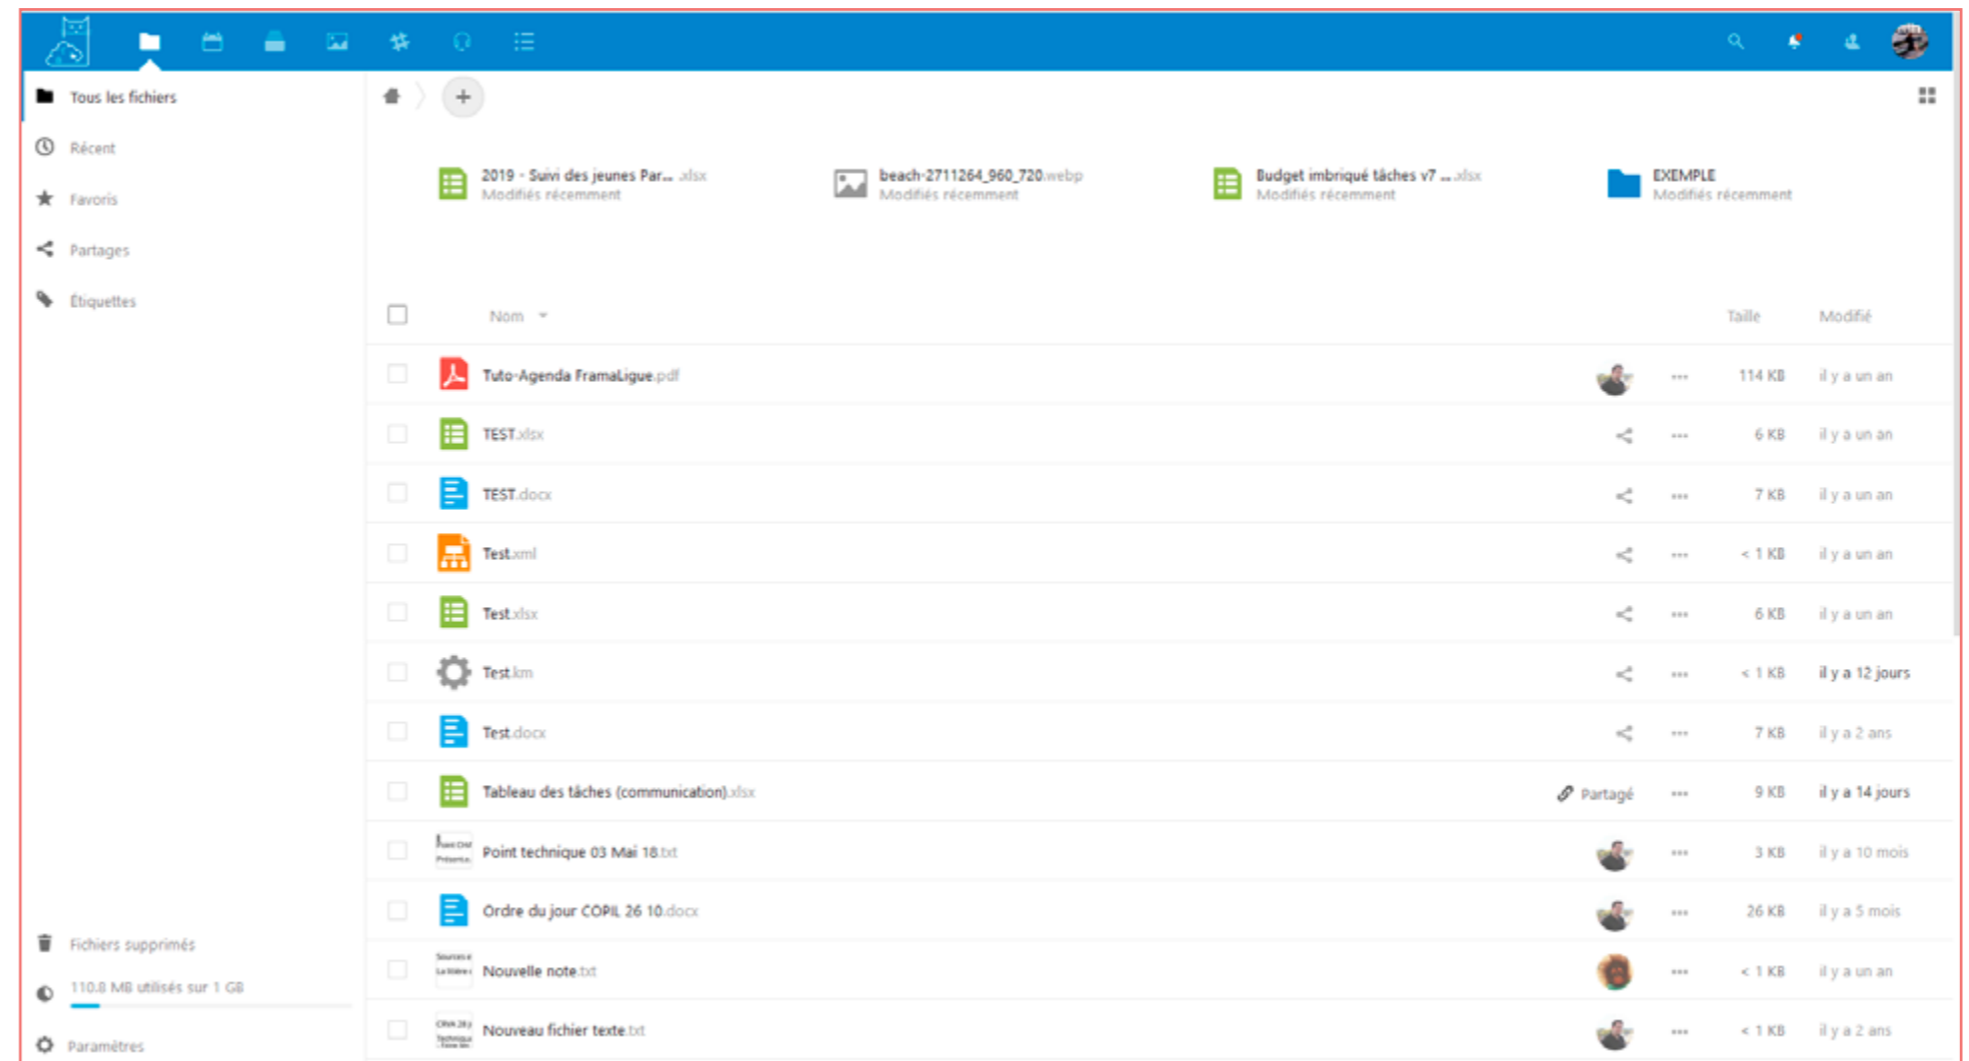 Tous les fichiers
Récent
Favoris
Partages
Étiquettes
2019 - Suivi des jeunes Par... .xlsx
Modifiés récemment
beach-2711264_960_720.webp
Modifiés récemment
Budget imbriqué tâches v7 ... .xlsx
Modifiés récemment
EXEMPLE
Modifiés récemment
Nom Taille Modifié
Tuto-Agenda FramaLigue.pdf 114 KB il y a un an
TEST.xlsx 6 KB il y a un an
TEST.docx 7 KB il y a un an
Test.xml < 1 KB il y a un an
Test.xlsx 6 KB il y a un an
Test.km < 1 KB il y a 12 jours
Test.docx 7 KB il y a 2 ans
Tableau des tâches (communication).xlsx Partagé 9 KB il y a 14 jours
Point technique 03 Mai 18.txt 3 KB il y a 10 mois
Ordre du jour COPIL 26 10.docx 26 KB il y a 5 mois
Nouvelle note.txt < 1 KB il y a un an
Nouveau fichier texte.txt < 1 KB il y a 2 ans
Fichiers supprimés
110.8 MB utilisés sur 1 GB
Paramètres